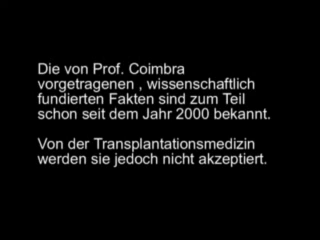 Die von Prof. Coimbra
vorgetragenen , wissenschaftlich
fundierten Fakten sind zum Teil
schon seit dem Jahr 2000 bekannt.
Von der Transplantationsmedizin
werden sie jedoch nicht akzeptiert.